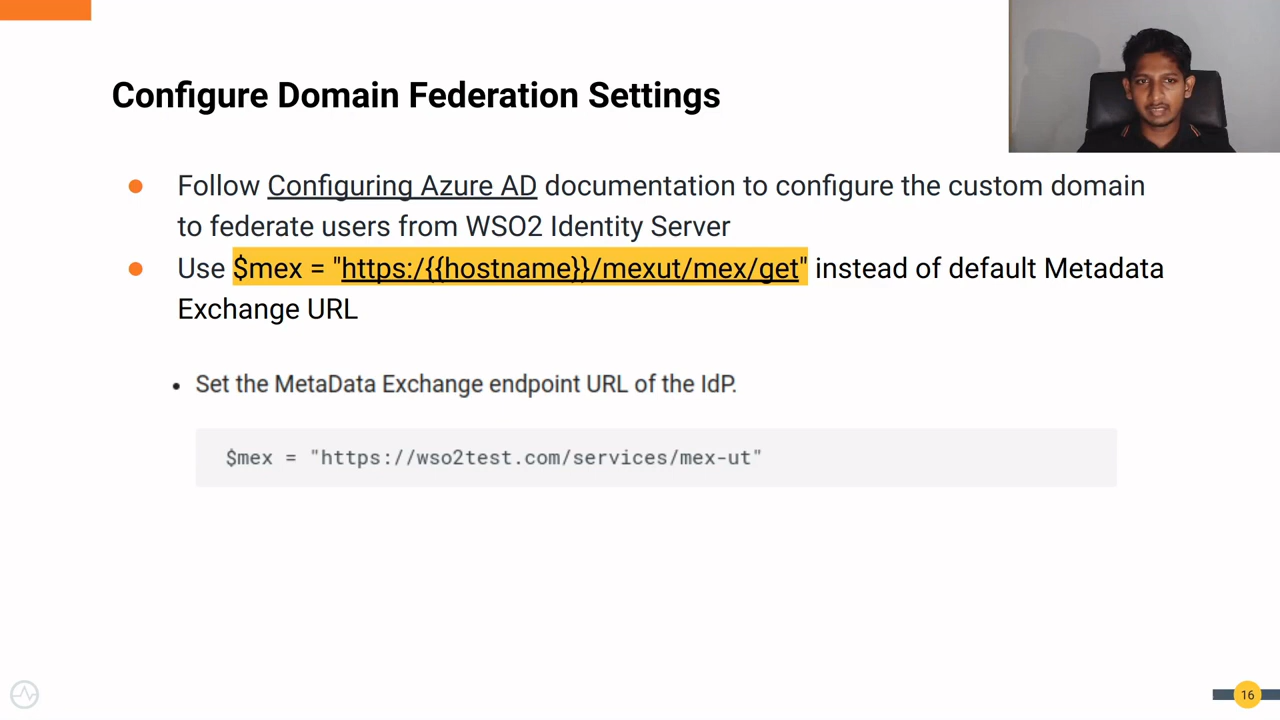 Configure Domain Federation Settings
Follow Configuring Azure AD documentation to configure the custom domain
to federate users from WSO2 Identity Server
Use $mex = "https:/{{hostname}}/mexut/mex/get" instead of default Metadata
Exchange URL
Set the MetaData Exchange endpoint URL of the IdP.
$mex = "https://wso2test.com/services/mex-ut"
16